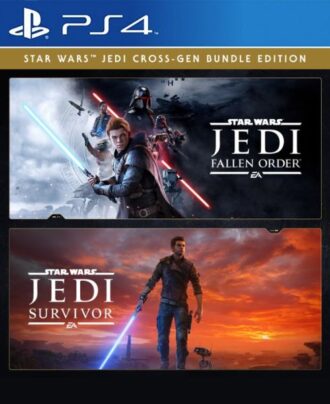 PS4
STAR WARS™ JEDI CROSS-GEN BUNDLE EDITION
STAR WARS
JEDI
FALLEN ORDER
EA
STAR WARS
JEDI
SURVIVOR
EA